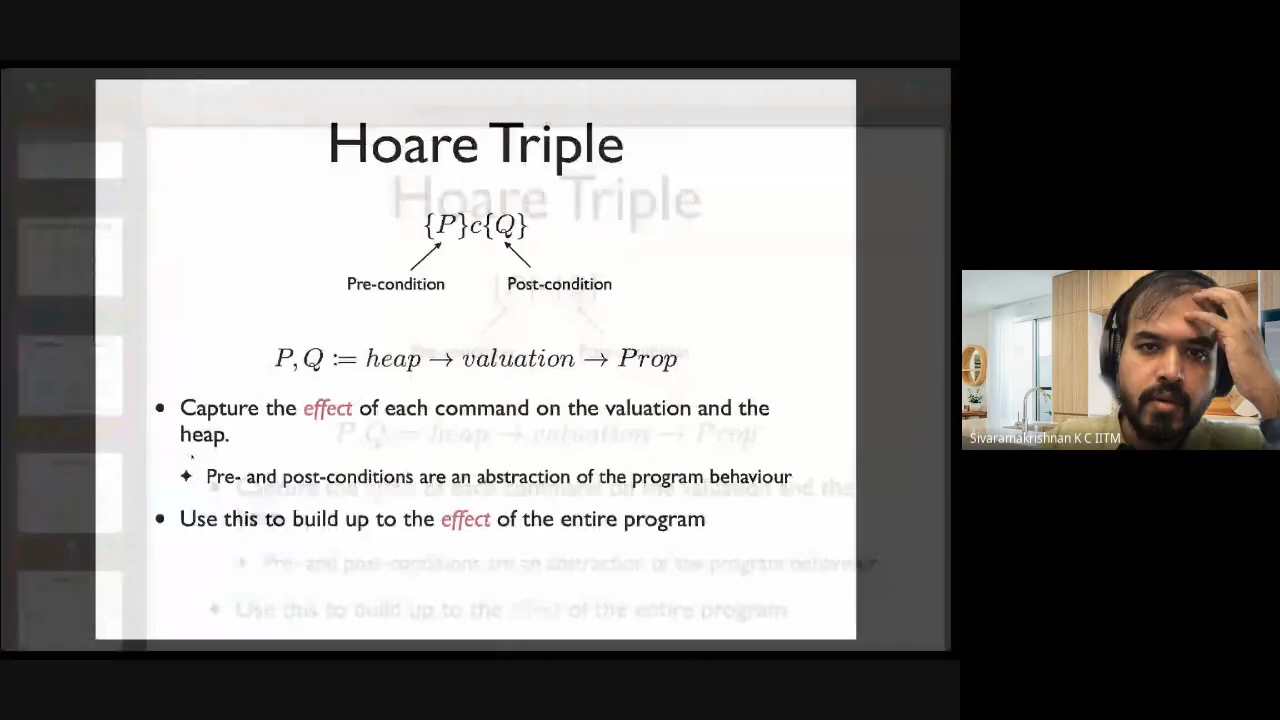 Hoare Triple
{P}c{Q}
Pre-condition Post-condition
P, Q := heap → valuation → Prop
• Capture the effect of each command on the valuation and the
heap.
✦ Pre- and post-conditions are an abstraction of the program behaviour
• Use this to build up to the effect of the entire program
Sivaramakrishnan K C IITM